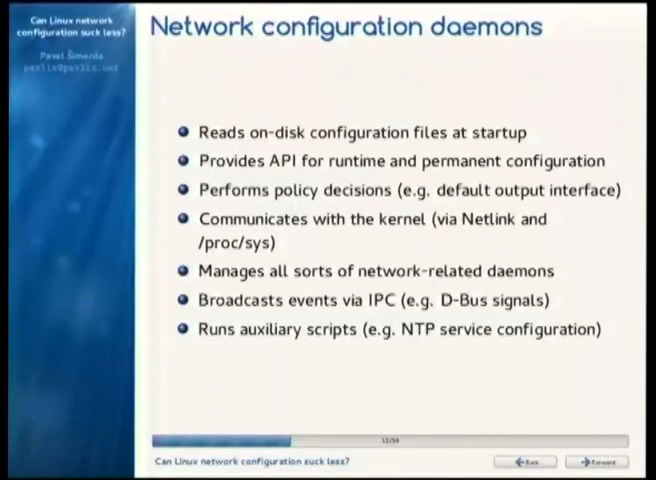 Can Linux network
configuration suck less?
Pavel Šimerda
Network configuration daemons
Reads on-disk configuration files at startup
Provides API for runtime and permanent configuration
Performs policy decisions (e.g. default output interface)
Communicates with the kernel (via Netlink and
/proc/sys)
Manages all sorts of network-related daemons
Broadcasts events via IPC (e.g. D-Bus signals)
Runs auxiliary scripts (e.g. NTP service configuration)
Can Linux network configuration suck less?
Back
Forward